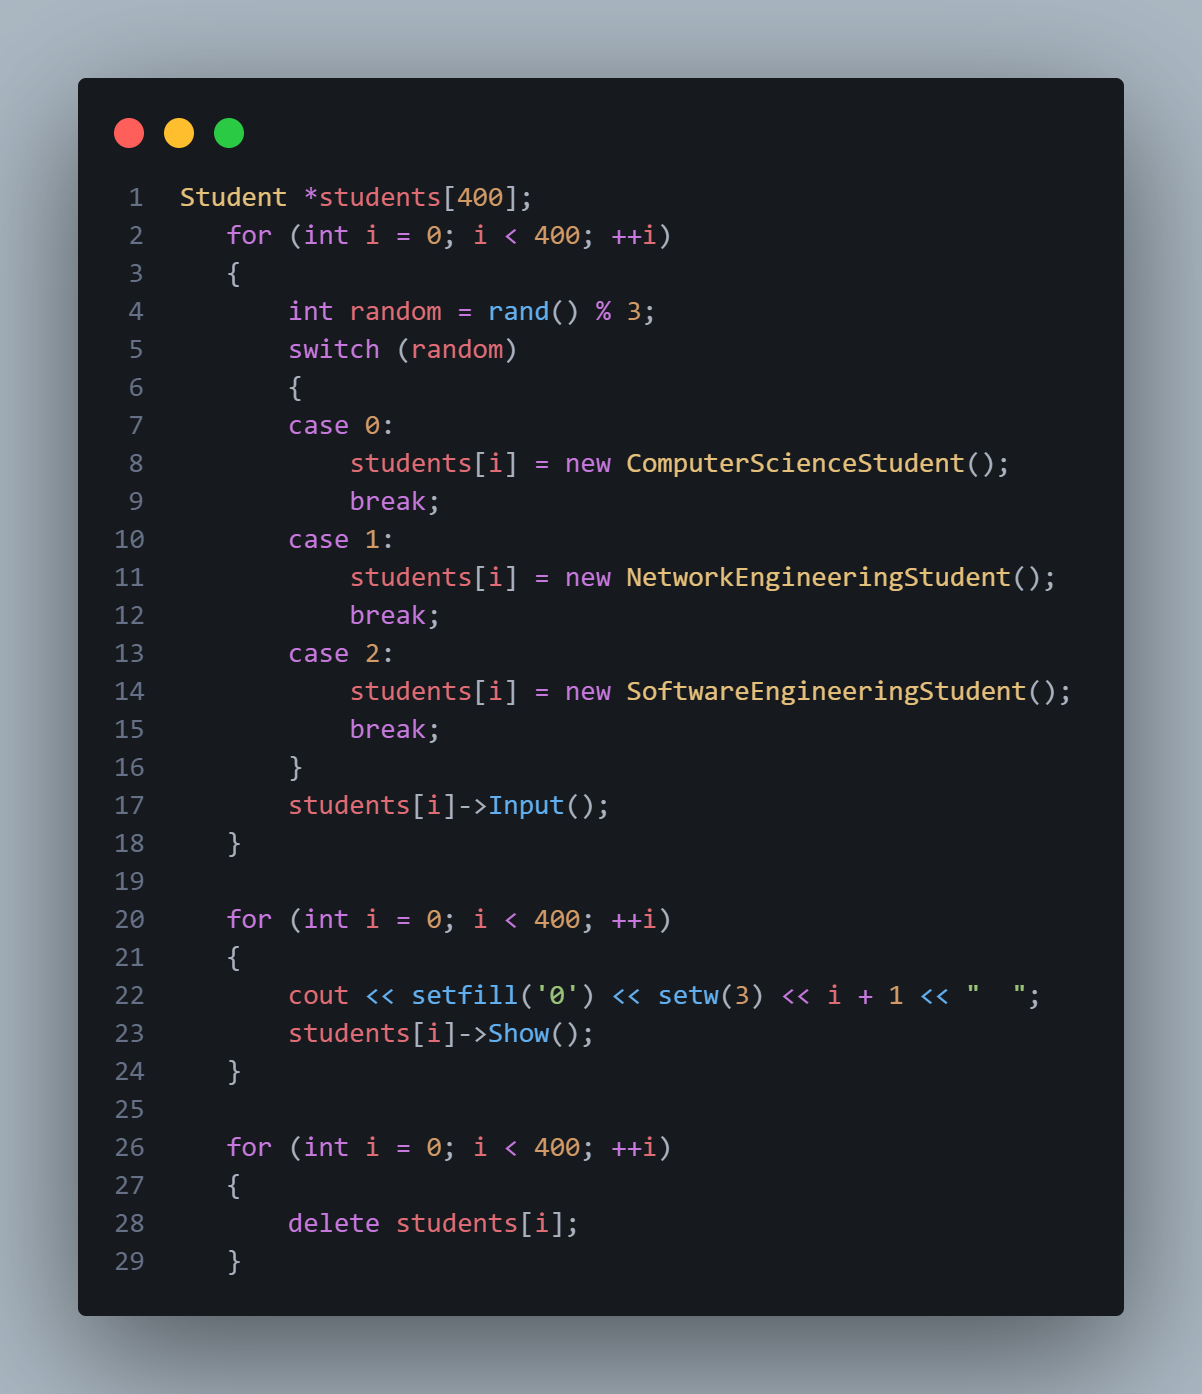 1 Student *students[400];
2    for (int i = 0; i < 400; ++i)
3    {
4        int random = rand() % 3;
5        switch (random)
6        {
7        case 0:
8            students[i] = new ComputerScienceStudent();
9            break;
10        case 1:
11            students[i] = new NetworkEngineeringStudent();
12            break;
13        case 2:
14            students[i] = new SoftwareEngineeringStudent();
15            break;
16        }
17        students[i]->Input();
18    }
19
20    for (int i = 0; i < 400; ++i)
21    {
22        cout << setfill('0') << setw(3) << i + 1 << "  ";
23        students[i]->Show();
24    }
25
26    for (int i = 0; i < 400; ++i)
27    {
28        delete students[i];
29    }